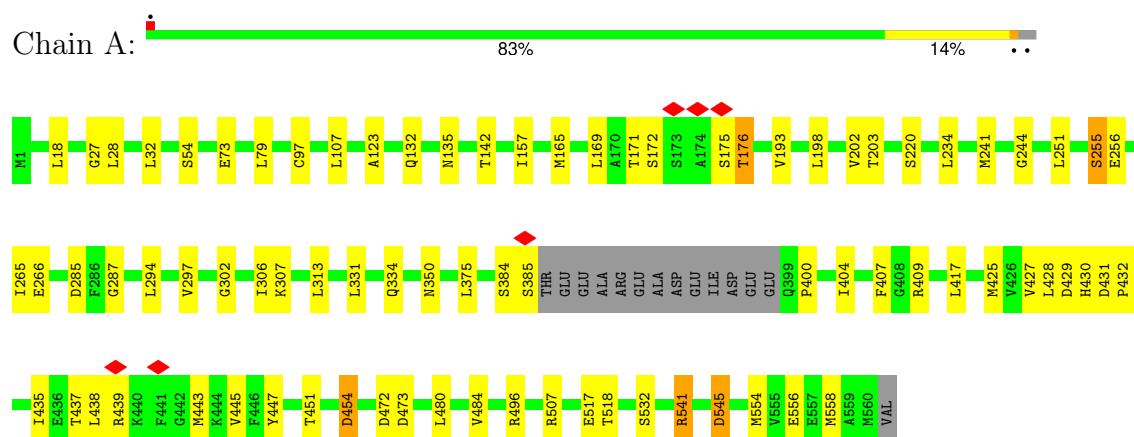 Chain A:
83% 14%
M1 L18 G27 L28 L32 S54 E73 L79 C97 L107 A123 Q132 N135 T142 I157 M165 L169 A170 T171 S172 S173 A174 S175 T176 V193 L198 V202 T203 S220 L234 M241 G244 L251 S255 E256
I265 E266 D285 F286 G287 L294 V297 G302 I306 K307 L313 L331 Q334 N350 L375 S384 S385 THR GLU GLU ALA ARG GLU ALA ASP GLU ILE ASP GLU GLU Q399 P400 I404 F407 G408 R409 L417 M425 V426 V427 L428 D429 H430 D431 P432
I435 E436 T437 L438 R439 K440 F441 G442 M443 K444 V445 F446 Y447 T451 D454 D472 D473 L480 V484 R496 R507 E517 T518 S532 R541 D545 M554 V555 E556 E557 M558 A559 M560 VAL